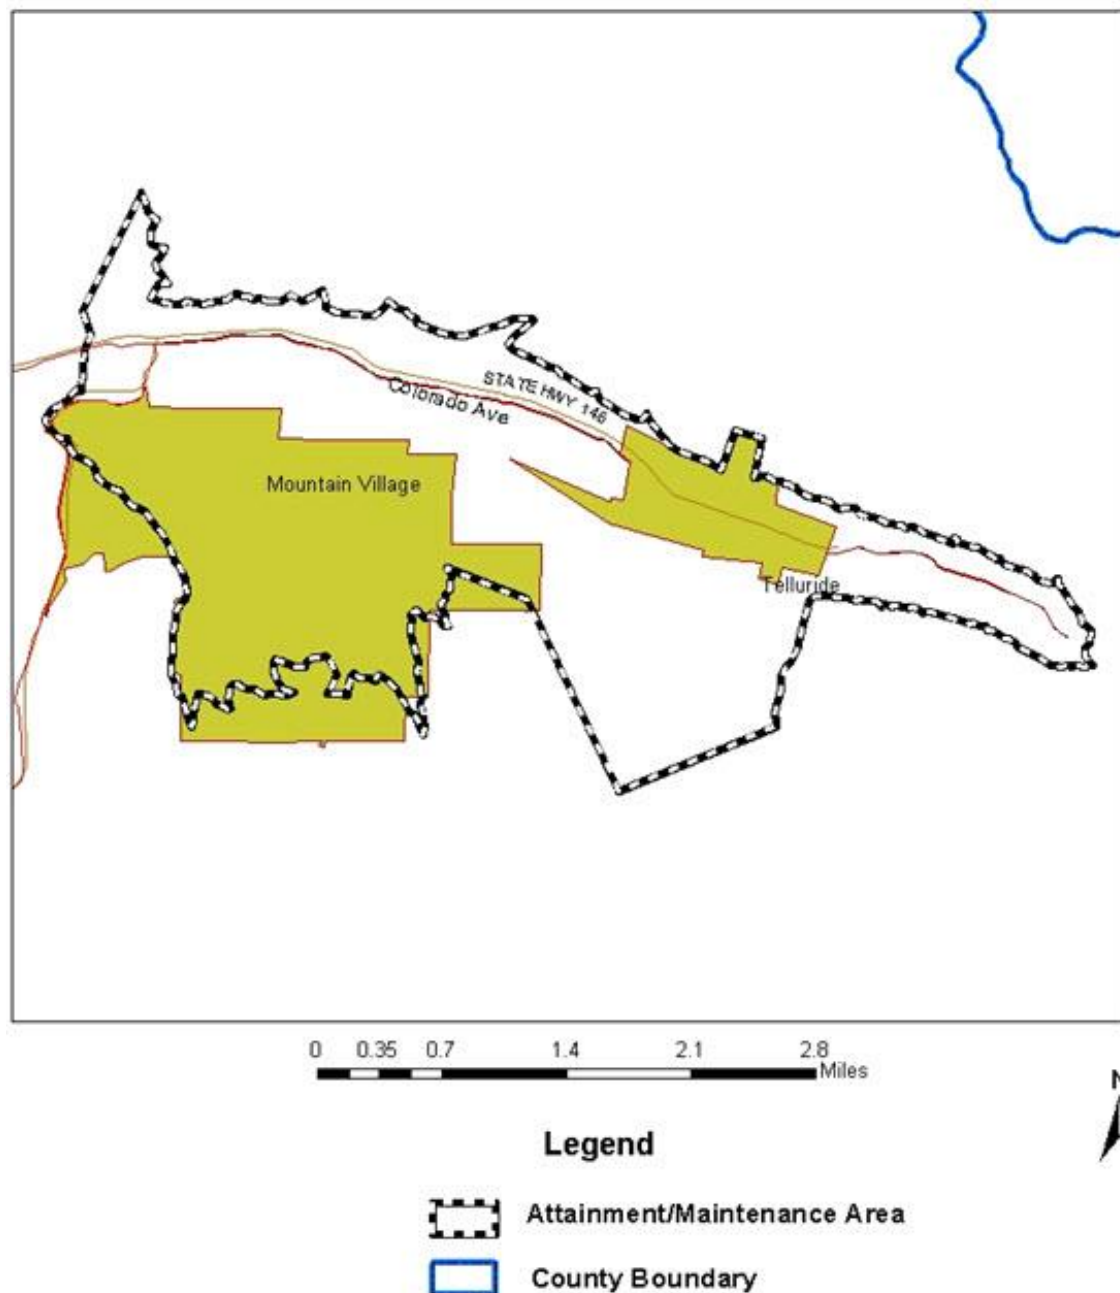 STATE HWY 145
Colorado Ave
Mountain Village
Telluride
0 0.35 0.7 1.4 2.1 2.8
Miles
N
Legend
Attainment/Maintenance Area
County Boundary